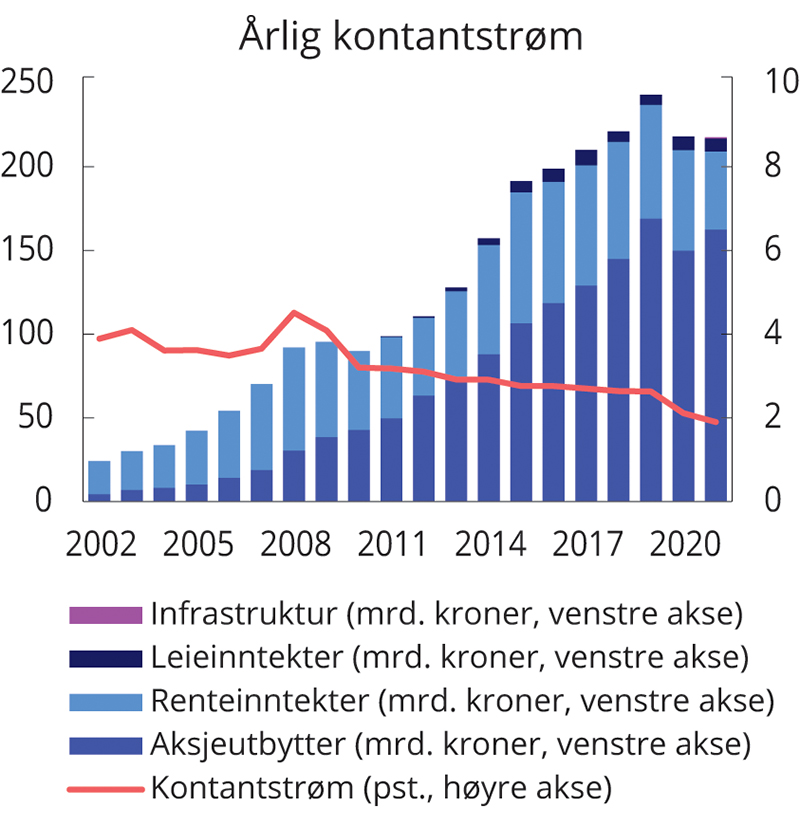 Årlig kontantstrøm
250 10
200 8
150 6
100 4
50 2
0 0
2002 2005 2008 2011 2014 2017 2020
Infrastruktur (mrd. kroner, venstre akse)
Leieinntekter (mrd. kroner, venstre akse)
Renteinntekter (mrd. kroner, venstre akse)
Aksjeutbytter (mrd. kroner, venstre akse)
Kontantstrøm (pst., høyre akse)